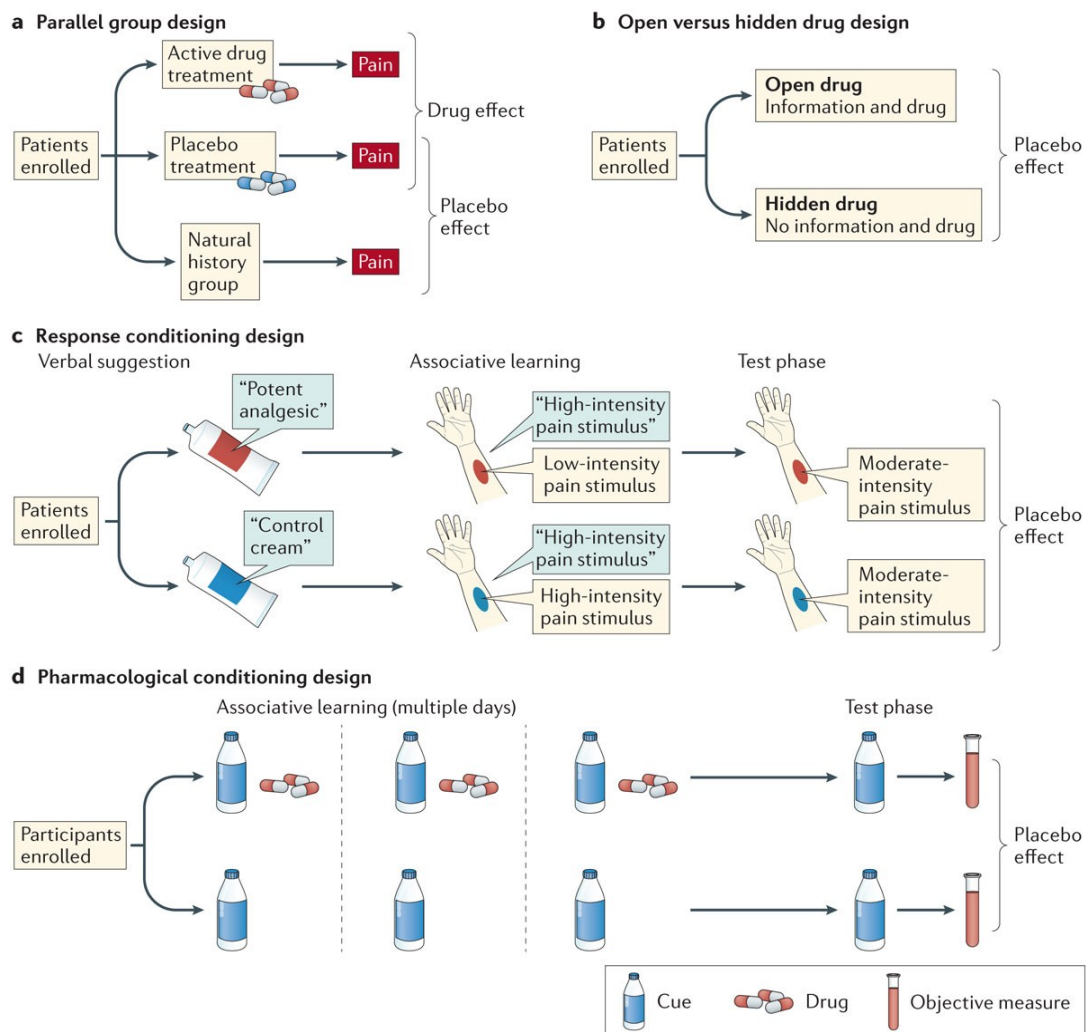 a Parallel group design
Active drug
treatment
Pain
Drug effect
Patients
enrolled
Placebo
treatment
Pain
Placebo
effect
Natural
history
group
Pain
b Open versus hidden drug design
Open drug
Information and drug
Patients
enrolled
Placebo
effect
Hidden drug
No information and drug
c Response conditioning design
Verbal suggestion
Associative learning
Test phase
“Potent
analgesic”
“High-intensity
pain stimulus”
Low-intensity
pain stimulus
Moderate-
intensity
pain stimulus
Patients
enrolled
Placebo
effect
“Control
cream”
“High-intensity
pain stimulus”
High-intensity
pain stimulus
Moderate-
intensity
pain stimulus
d Pharmacological conditioning design
Associative learning (multiple days)
Test phase
Participants
enrolled
Placebo
effect
Cue
Drug
Objective measure